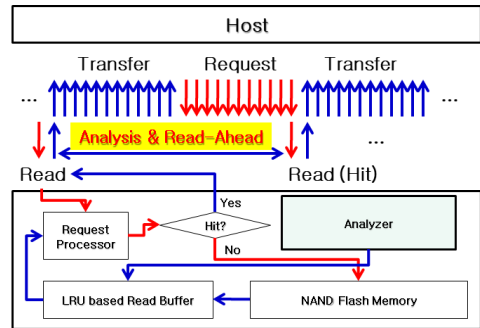 Host
Transfer Request Transfer
... ...
Analysis & Read-Ahead ...
Read Read (Hit)
Yes
Request Processor
Hit?
Analyzer
No
LRU based Read Buffer
NAND Flash Memory